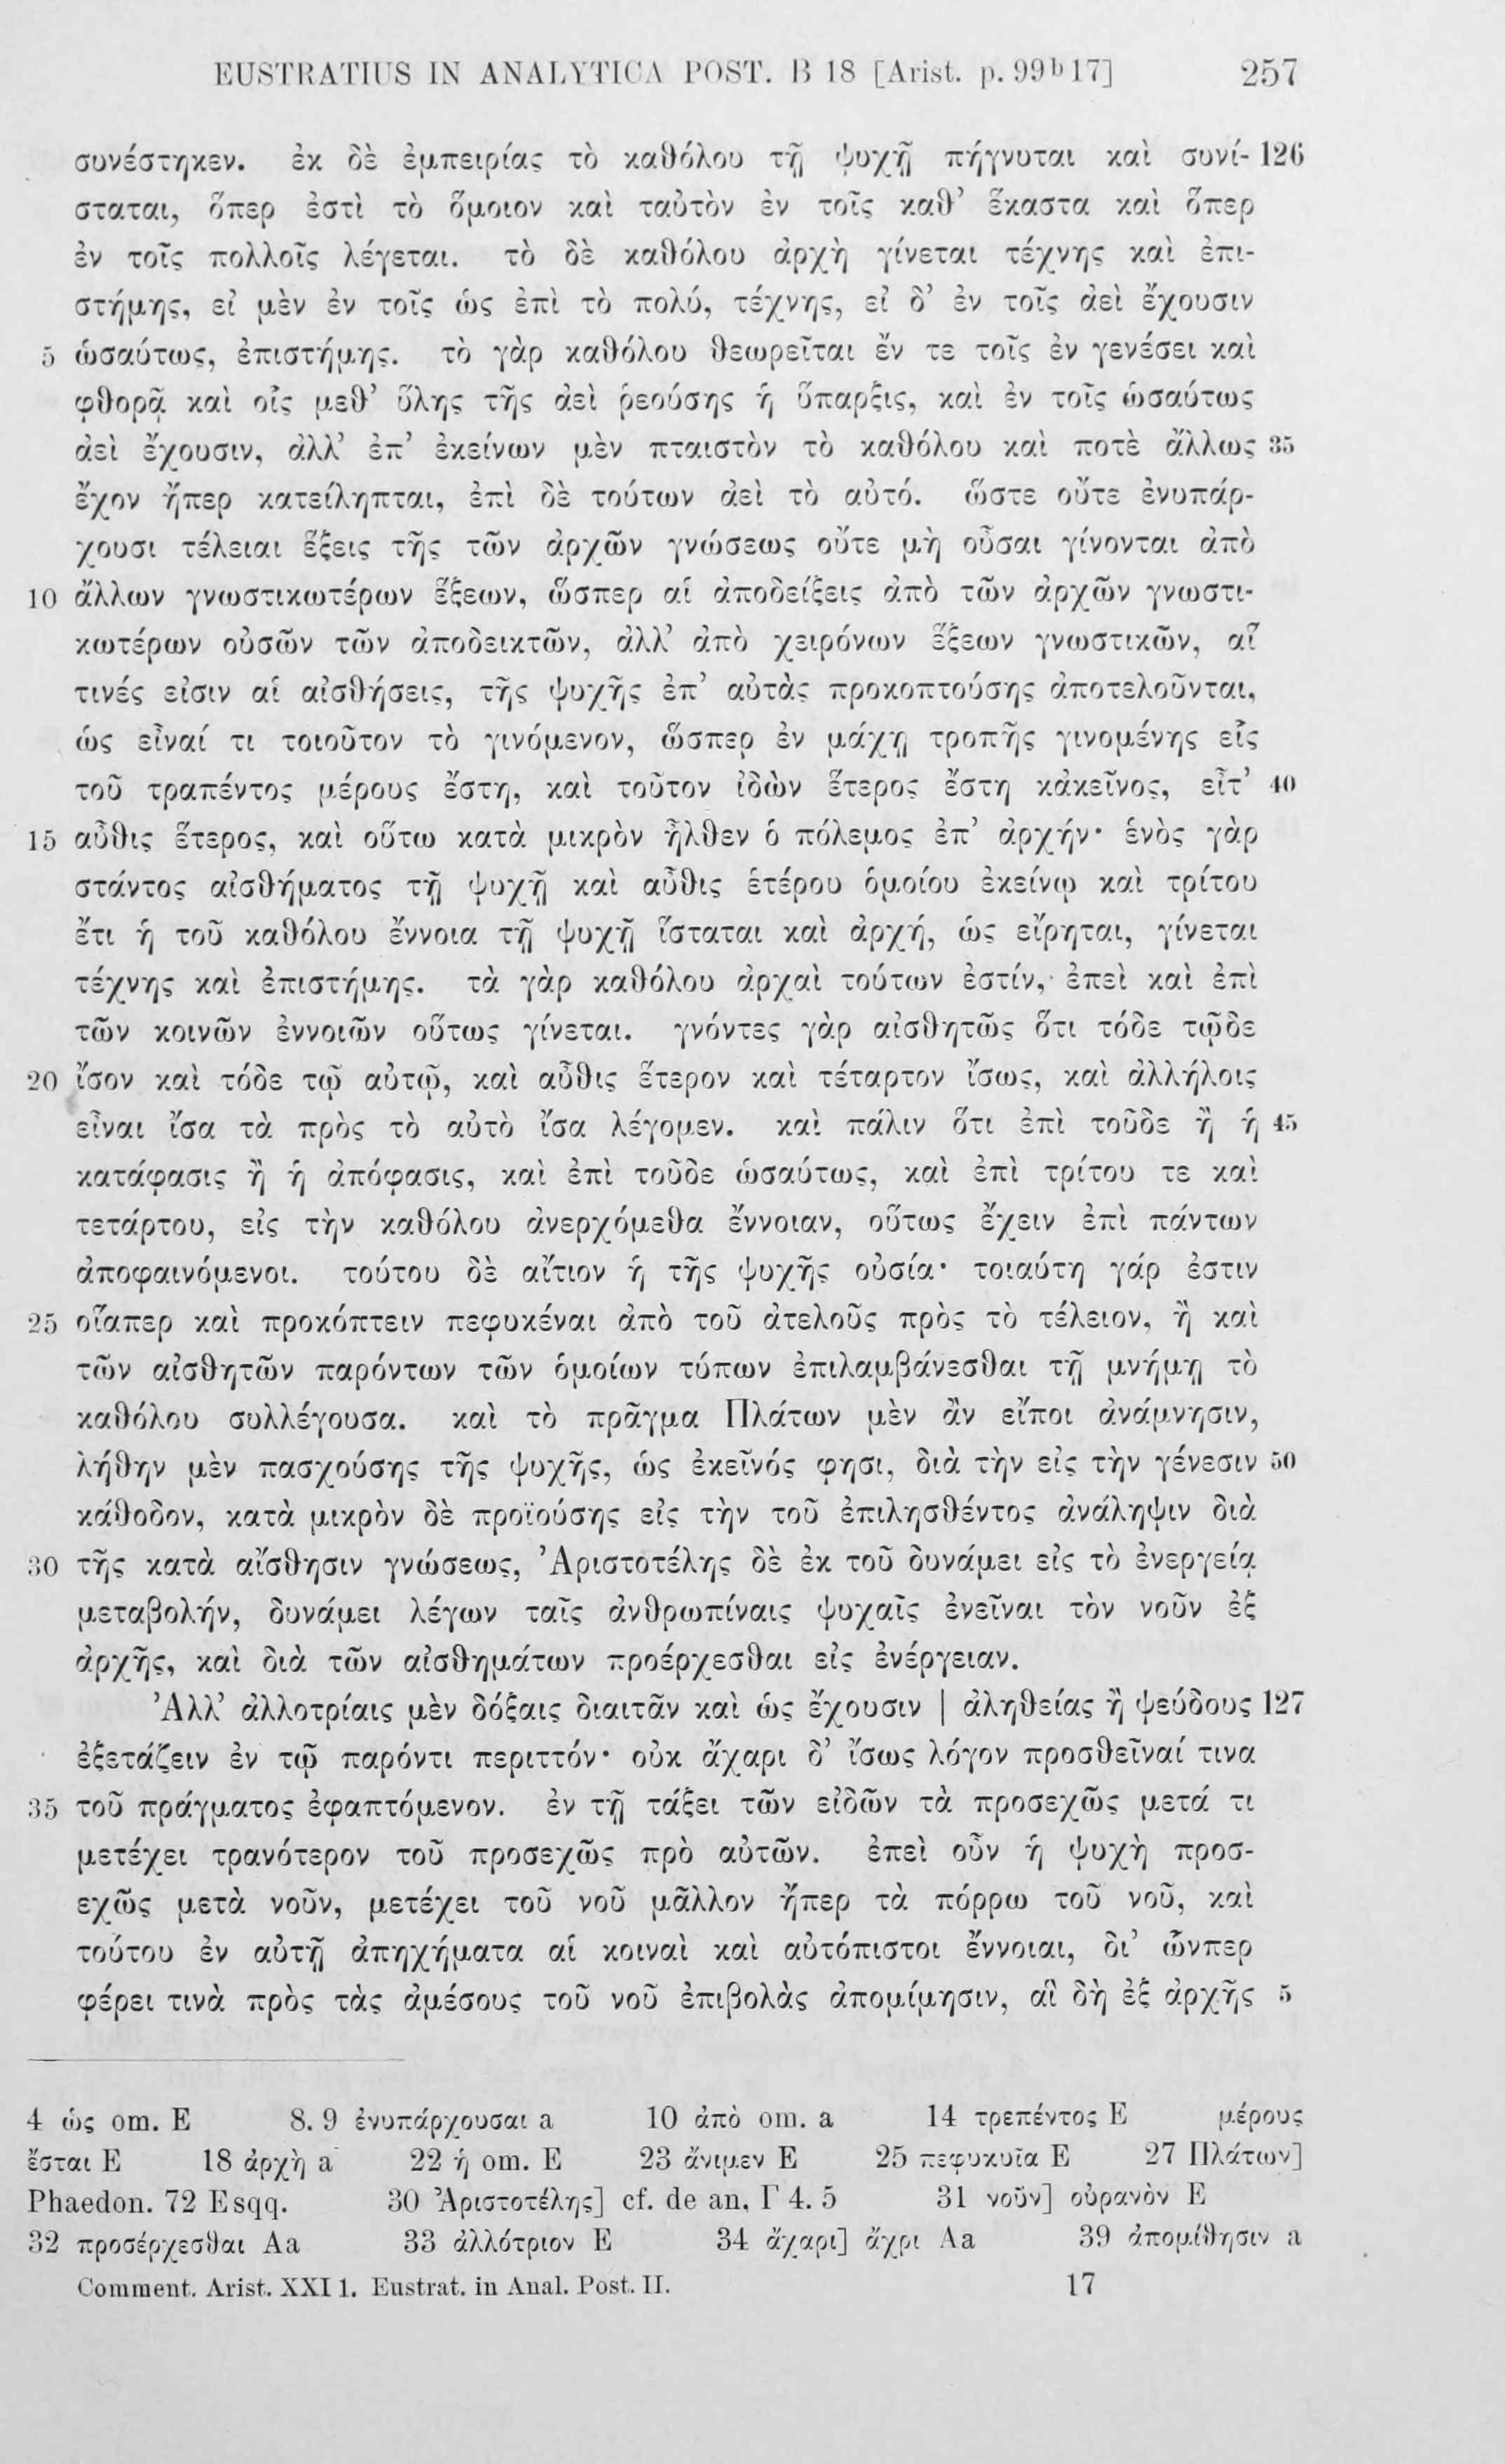 EUSTRATIUS IN ANALYTICA POST. B 18 [Arist. p. 99b17] 257
συνέστηκεν. ἐκ δὲ ἐμπειρίας τὸ καθόλου τῇ ψυχῇ πήγνυται καὶ συνί- 126
σταται, ὅπερ ἐστὶ τὸ ὅμοιον καὶ ταὐτὸν ἐν τοῖς καθ’ ἕκαστα καὶ ὅπερ
ἐν τοῖς πολλοῖς λέγεται. τὸ δὲ καθόλου ἀρχὴ γίνεται τέχνης καὶ ἐπι-
στήμης, εἰ μὲν ἐν τοῖς ὡς ἐπὶ τὸ πολύ, τέχνης, εἰ δ’ ἐν τοῖς ἀεὶ ἔχουσιν
5 ὡσαύτως, ἐπιστήμης. τὸ γὰρ καθόλου θεωρεῖται ἔν τε τοῖς ἐν γενέσει καὶ
φθορᾷ καὶ οἷς μεθ’ ὕλης τῆς ἀεὶ ῥεούσης ἡ ὕπαρξις, καὶ ἐν τοῖς ὡσαύτως
ἀεὶ ἔχουσιν, ἀλλ’ ἐπ’ ἐκείνων μὲν πταιστὸν τὸ καθόλου καὶ ποτὲ ἄλλως 35
ἔχον ἤπερ κατείληπται, ἐπὶ δὲ τούτων ἀεὶ τὸ αὐτό. ὥστε οὔτε ἐνυπάρ-
χουσι τέλειαι ἕξεις τῆς τῶν ἀρχῶν γνώσεως οὔτε μὴ οὖσαι γίνονται ἀπὸ
10 ἄλλων γνωστικωτέρων ἕξεων, ὥσπερ αἱ ἀποδείξεις ἀπὸ τῶν ἀρχῶν γνωστι-
κωτέρων οὐσῶν τῶν ἀποδεικτῶν, ἀλλ’ ἀπὸ χειρόνων ἕξεων γνωστικῶν, αἵ
τινές εἰσιν αἱ αἰσθήσεις, τῆς ψυχῆς ἐπ’ αὐτὰς προκοπτούσης ἀποτελοῦνται,
ὡς εἶναί τι τοιοῦτον τὸ γινόμενον, ὥσπερ ἐν μάχῃ τροπῆς γινομένης εἷς
τοῦ τραπέντος μέρους ἔστη, καὶ τοῦτον ἰδὼν ἕτερος ἔστη κἀκεῖνος, εἶτ’ 40
15 αὖθις ἕτερος, καὶ οὕτω κατὰ μικρὸν ἦλθεν ὁ πόλεμος ἐπ’ ἀρχήν· ἑνὸς γὰρ
στάντος αἰσθήματος τῇ ψυχῇ καὶ αὖθις ἑτέρου ὁμοίου ἐκείνῳ καὶ τρίτου
ἔτι ἡ τοῦ καθόλου ἔννοια τῇ ψυχῇ ἵσταται καὶ ἀρχή, ὡς εἴρηται, γίνεται
τέχνης καὶ ἐπιστήμης. τὰ γὰρ καθόλου ἀρχαὶ τούτων ἐστίν, ἐπεὶ καὶ ἐπὶ
τῶν κοινῶν ἐννοιῶν οὕτως γίνεται. γνόντες γὰρ αἰσθητῶς ὅτι τόδε τῷδε
20 ἴσον καὶ τόδε τῷ αὐτῷ, καὶ αὖθις ἕτερον καὶ τέταρτον ἴσως, καὶ ἀλλήλοις
εἶναι ἴσα τὰ πρὸς τὸ αὐτὸ ἴσα λέγομεν. καὶ πάλιν ὅτι ἐπὶ τοῦδε ἢ ἡ 45
κατάφασις ἢ ἡ ἀπόφασις, καὶ ἐπὶ τοῦδε ὡσαύτως, καὶ ἐπὶ τρίτου τε καὶ
τετάρτου, εἰς τὴν καθόλου ἀνερχόμεθα ἔννοιαν, οὕτως ἔχειν ἐπὶ πάντων
ἀποφαινόμενοι. τούτου δὲ αἴτιον ἡ τῆς ψυχῆς οὐσία· τοιαύτη γάρ ἐστιν
25 οἵαπερ καὶ προκόπτειν πεφυκέναι ἀπὸ τοῦ ἀτελοῦς πρὸς τὸ τέλειον, ἢ καὶ
τῶν αἰσθητῶν παρόντων τῶν ὁμοίων τύπων ἐπιλαμβάνεσθαι τῇ μνήμῃ τὸ
καθόλου συλλέγουσα. καὶ τὸ πρᾶγμα Πλάτων μὲν ἂν εἴποι ἀνάμνησιν,
λήθην μὲν πασχούσης τῆς ψυχῆς, ὡς ἐκεῖνός φησι, διὰ τὴν εἰς τὴν γένεσιν 50
κάθοδον, κατὰ μικρὸν δὲ προϊούσης εἰς τὴν τοῦ ἐπιλησθέντος ἀνάληψιν διὰ
30 τῆς κατὰ αἴσθησιν γνώσεως, Ἀριστοτέλης δὲ ἐκ τοῦ δυνάμει εἰς τὸ ἐνεργείᾳ
μεταβολήν, δυνάμει λέγων ταῖς ἀνθρωπίναις ψυχαῖς ἐνεῖναι τὸν νοῦν ἐξ
ἀρχῆς, καὶ διὰ τῶν αἰσθημάτων προέρχεσθαι εἰς ἐνέργειαν.
Ἀλλ’ ἀλλοτρίαις μὲν δόξαις διαιτᾶν καὶ ὡς ἔχουσιν | ἀληθείας ἢ ψεύδους 127
ἐξετάζειν ἐν τῷ παρόντι περιττόν· οὐκ ἄχαρι δ’ ἴσως λόγον προσθεῖναί τινα
35 τοῦ πράγματος ἐφαπτόμενον. ἐν τῇ τάξει τῶν εἰδῶν τὰ προσεχῶς μετά τι
μετέχει τρανότερον τοῦ προσεχῶς πρὸ αὐτῶν. ἐπεὶ οὖν ἡ ψυχὴ προσ-
εχῶς μετὰ νοῦν, μετέχει τοῦ νοῦ μᾶλλον ἤπερ τὰ πόρρω τοῦ νοῦ, καὶ
τούτου ἐν αὐτῇ ἀπηχήματα αἱ κοιναὶ καὶ αὐτόπιστοι ἔννοιαι, δι’ ὧνπερ
φέρει τινὰ πρὸς τὰς ἀμέσους τοῦ νοῦ ἐπιβολὰς ἀπομίμησιν, αἳ δὴ ἐξ ἀρχῆς 5
4 ὡς om. E 8. 9 ἐνυπάρχουσαι a 10 ἀπὸ om. a 14 τρεπέντος E μέρους
ἔσται E 18 ἀρχὴ a 22 ἡ om. E 23 ἄνιμεν E 25 πεφυκυῖα E 27 Πλάτων]
Phaedon. 72 E sqq. 30 Ἀριστοτέλης] cf. de an. Γ 4. 5 31 νοῦν] οὐρανὸν E
32 προσέρχεσθαι Aa 33 ἀλλότριον E 34 ἄχαρι] ἄχρι Aa 39 ἀπομίθησιν a
Comment. Arist. XXI 1. Eustrat. in Anal. Post. II. 17